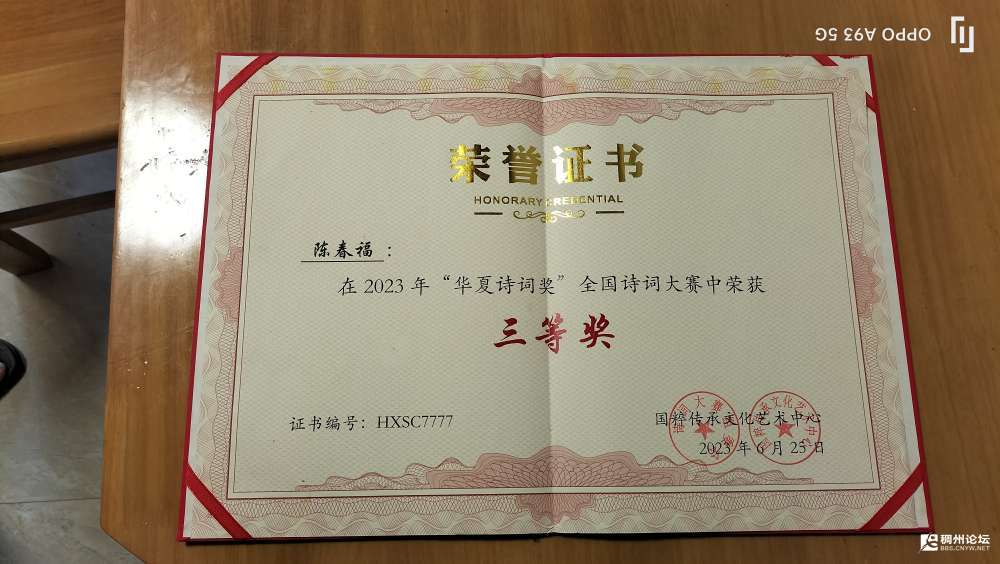 OPPO A93 5G
荣誉证书
HONORARY CREDENTIAL
陈春福：
在2023年“华夏诗词奖”全国诗词大赛中荣获
三等奖
证书编号：HXSC7777
国粹传承文化艺术中心
2023年6月25日
稠州论坛
BBS.CNYW.NET